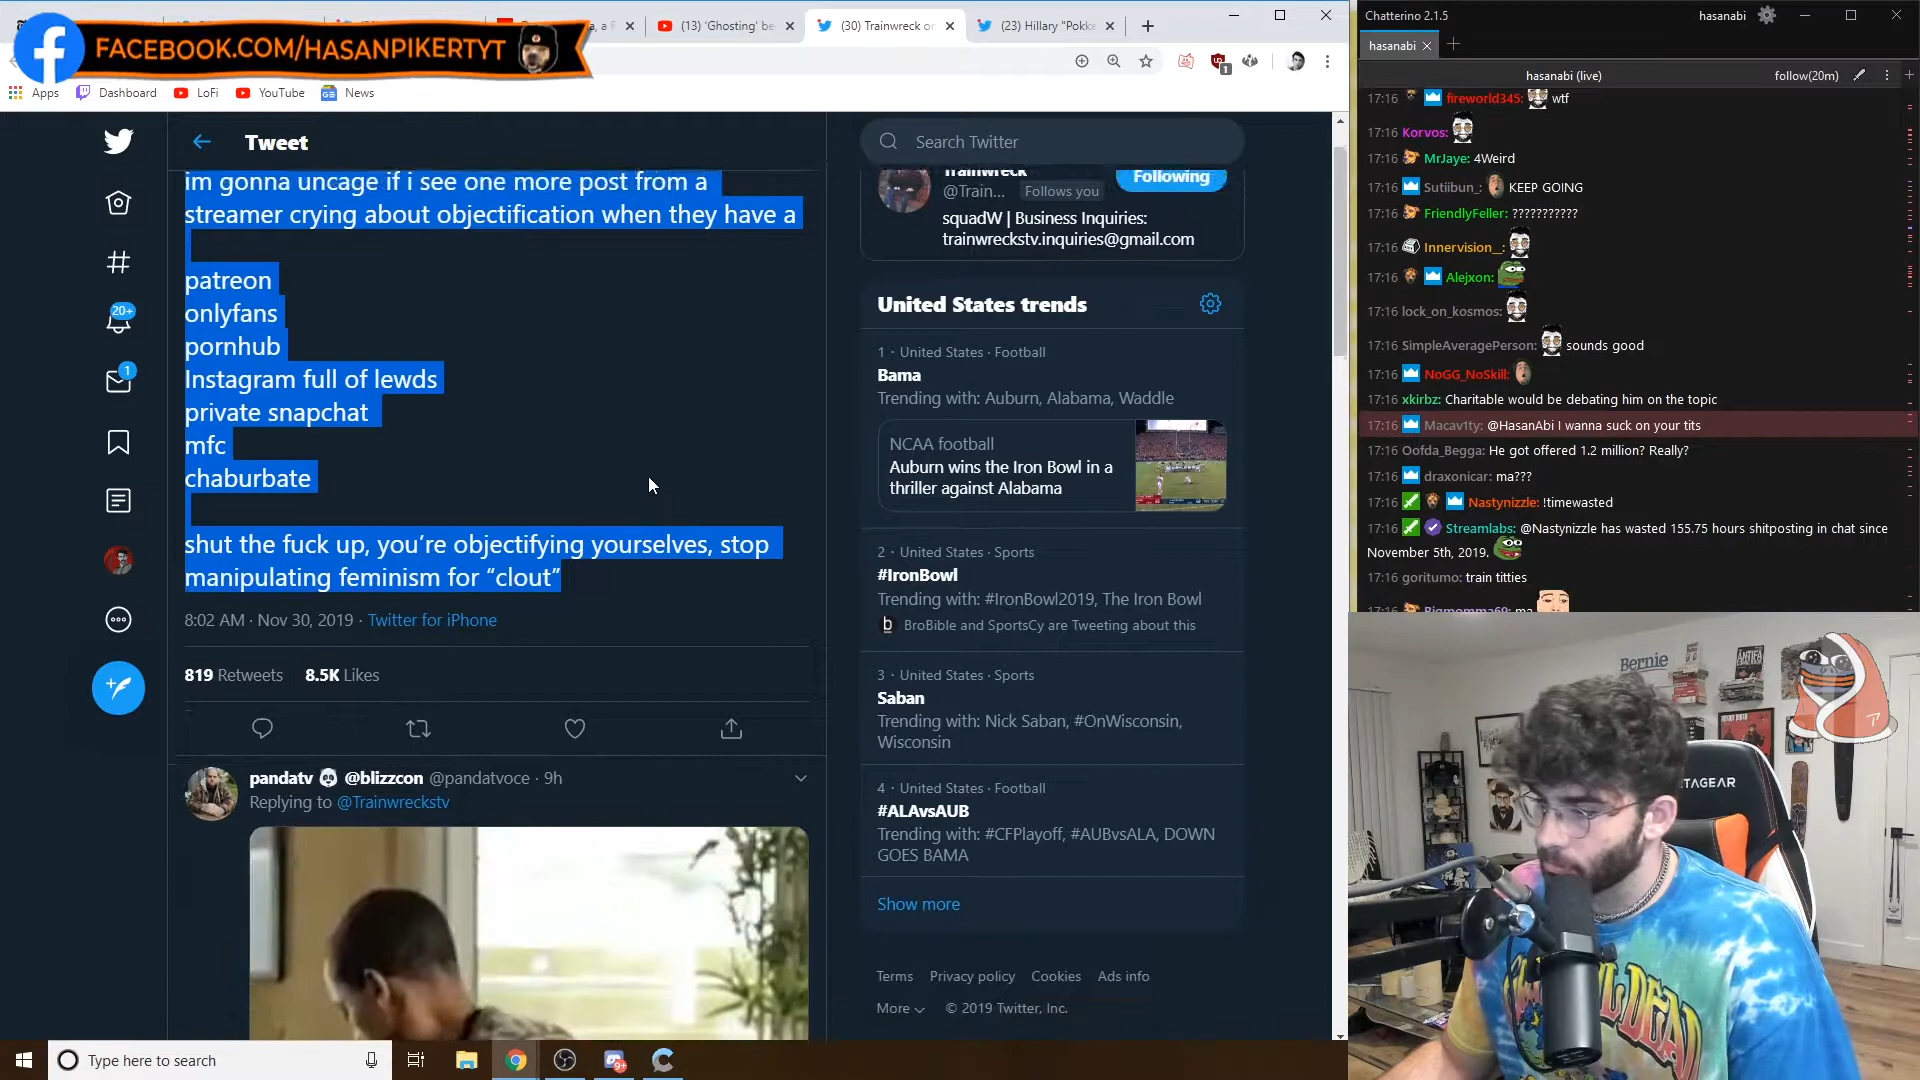 FACEBOOK.COM/HASANPIKERTYT
(13) 'Ghosting' be
(30) Trainwreck or
(23) Hillary "Pokke
Apps
Dashboard
LoFi
YouTube
News
Tweet
im gonna uncage if i see one more post from a
streamer crying about objectification when they have a
patreon
onlyfans
pornhub
Instagram full of lewds
private snapchat
mfc
chaburbate
shut the fuck up, you’re objectifying yourselves, stop
manipulating feminism for “clout”
8:02 AM · Nov 30, 2019 · Twitter for iPhone
819 Retweets 8.5K Likes
pandatv @blizzcon @pandatvoce · 9h
Replying to @Trainwreckstv
20+
1
Search Twitter
Trainwreck
@Train... Follows you
Following
squadW | Business Inquiries:
trainwreckstv.inquiries@gmail.com
United States trends
1 · United States · Football
Bama
Trending with: Auburn, Alabama, Waddle
NCAA football
Auburn wins the Iron Bowl in a
thriller against Alabama
2 · United States · Sports
#IronBowl
Trending with: #IronBowl2019, The Iron Bowl
BroBible and SportsCy are Tweeting about this
3 · United States · Sports
Saban
Trending with: Nick Saban, #OnWisconsin,
Wisconsin
4 · United States · Football
#ALAvsAUB
Trending with: #CFPlayoff, #AUBvsALA, DOWN
GOES BAMA
Show more
Terms Privacy policy Cookies Ads info
More © 2019 Twitter, Inc.
Type here to search
Chatterino 2.1.5
hasanabi
hasanabi
hasanabi (live)
follow(20m)
17:16 fireworld345: wtf
17:16 Korvos:
17:16 MrJaye: 4Weird
17:16 Sutiibun_: KEEP GOING
17:16 FriendlyFeller: ???????????
17:16 Innervision__:
17:16 Alejxon:
17:16 lock_on_kosmos:
17:16 SimpleAveragePerson: sounds good
17:16 NoGG_NoSkill:
17:16 xkirbz: Charitable would be debating him on the topic
17:16 Macav1ty: @HasanAbi I wanna suck on your tits
17:16 Oofda_Begga: He got offered 1.2 million? Really?
17:16 draxonicar: ma???
17:16 Nastynizzle: !timewasted
17:16 Streamlabs: @Nastynizzle has wasted 155.75 hours shitposting in chat since
November 5th, 2019.
17:16 goritumo: train titties
17:16 Bigmomma69: ma
Bernie
ANTIFA
TAGEAR